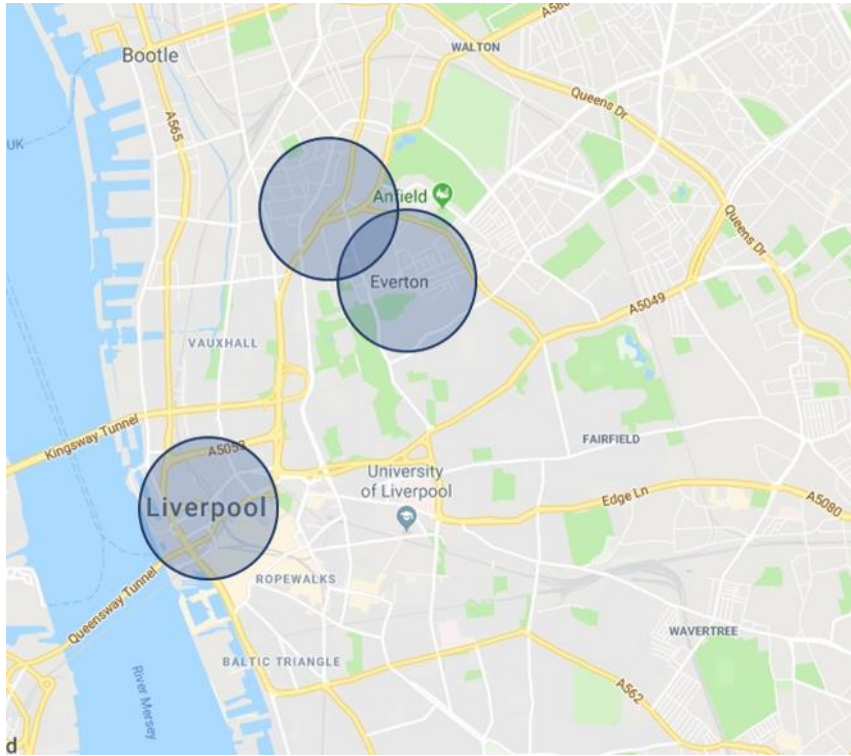 A580
WALTON
Bootle
Queens Dr
A565
UK
Anfield
Queens Dr
Everton
A5049
VAUXHALL
Kingsway Tunnel
A5053
FAIRFIELD
University
of Liverpool
Liverpool
Edge Ln
A5080
ROPEWALKS
Queensway Tunnel
WAVERTREE
BALTIC TRIANGLE
River Mersey
A562
d